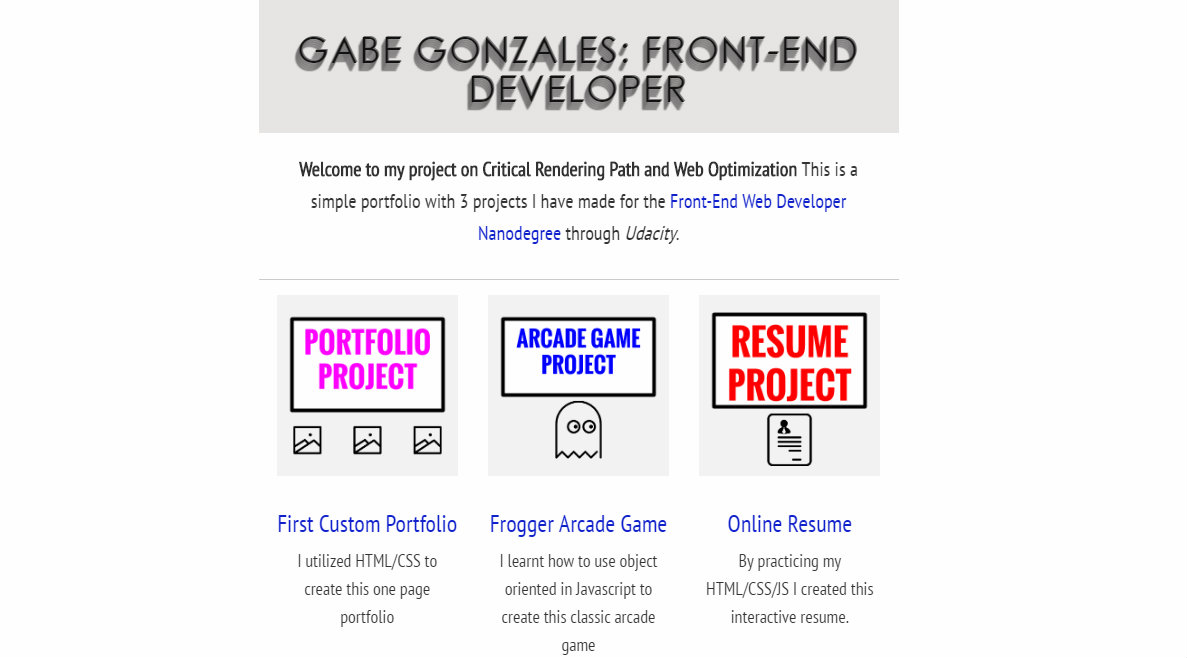 GABE GONZALES: FRONT-END
DEVELOPER
Welcome to my project on Critical Rendering Path and Web Optimization This is a
simple portfolio with 3 projects I have made for the Front-End Web Developer
Nanodegree through Udacity.
PORTFOLIO
PROJECT
ARCADE GAME
PROJECT
RESUME
PROJECT
First Custom Portfolio
I utilized HTML/CSS to
create this one page
portfolio
Frogger Arcade Game
I learnt how to use object
oriented in Javascript to
create this classic arcade
game
Online Resume
By practicing my
HTML/CSS/JS I created this
interactive resume.